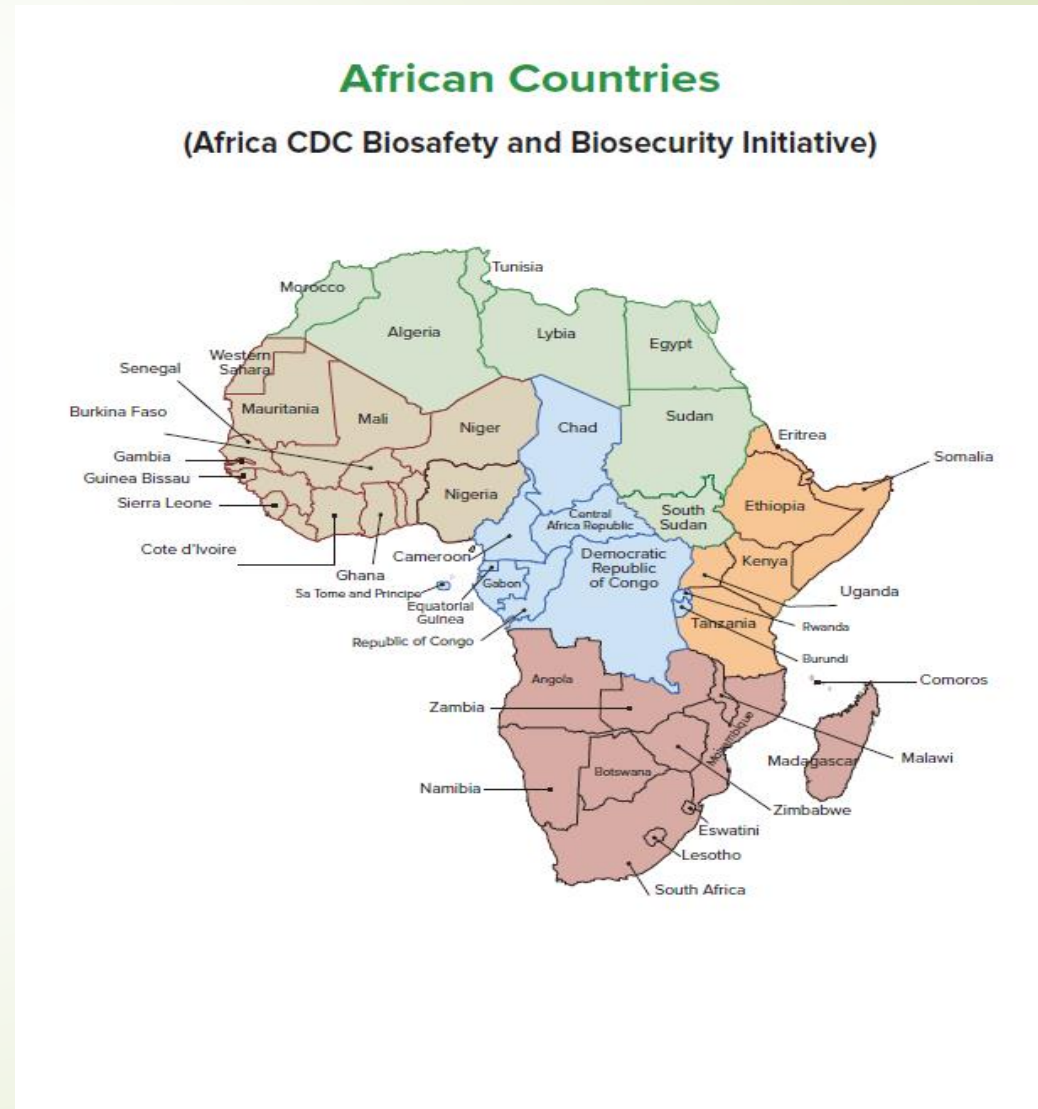 African Countries
(Africa CDC Biosafety and Biosecurity Initiative)
Tunisia
Morocco
Algeria
Lybia
Egypt
Western
Sahara
Senegal
Mauritania
Mali
Niger
Chad
Sudan
Burkina Faso
Eritrea
Gambia
Somalia
Guinea Bissau
Nigeria
Ethiopia
Sierra Leone
Central
Africa Republic
South
Sudan
Cote d'Ivoire
Cameroon
Democratic
Republic
of Congo
Kenya
Ghana
Gabon
Sa Tome and Principe
Uganda
Equatorial
Guinea
Tanzania
Rwanda
Republic of Congo
Burundi
Angola
Comoros
Zambia
Mozambique
Madagascar
Malawi
Botswana
Namibia
Zimbabwe
Eswatini
Lesotho
South Africa